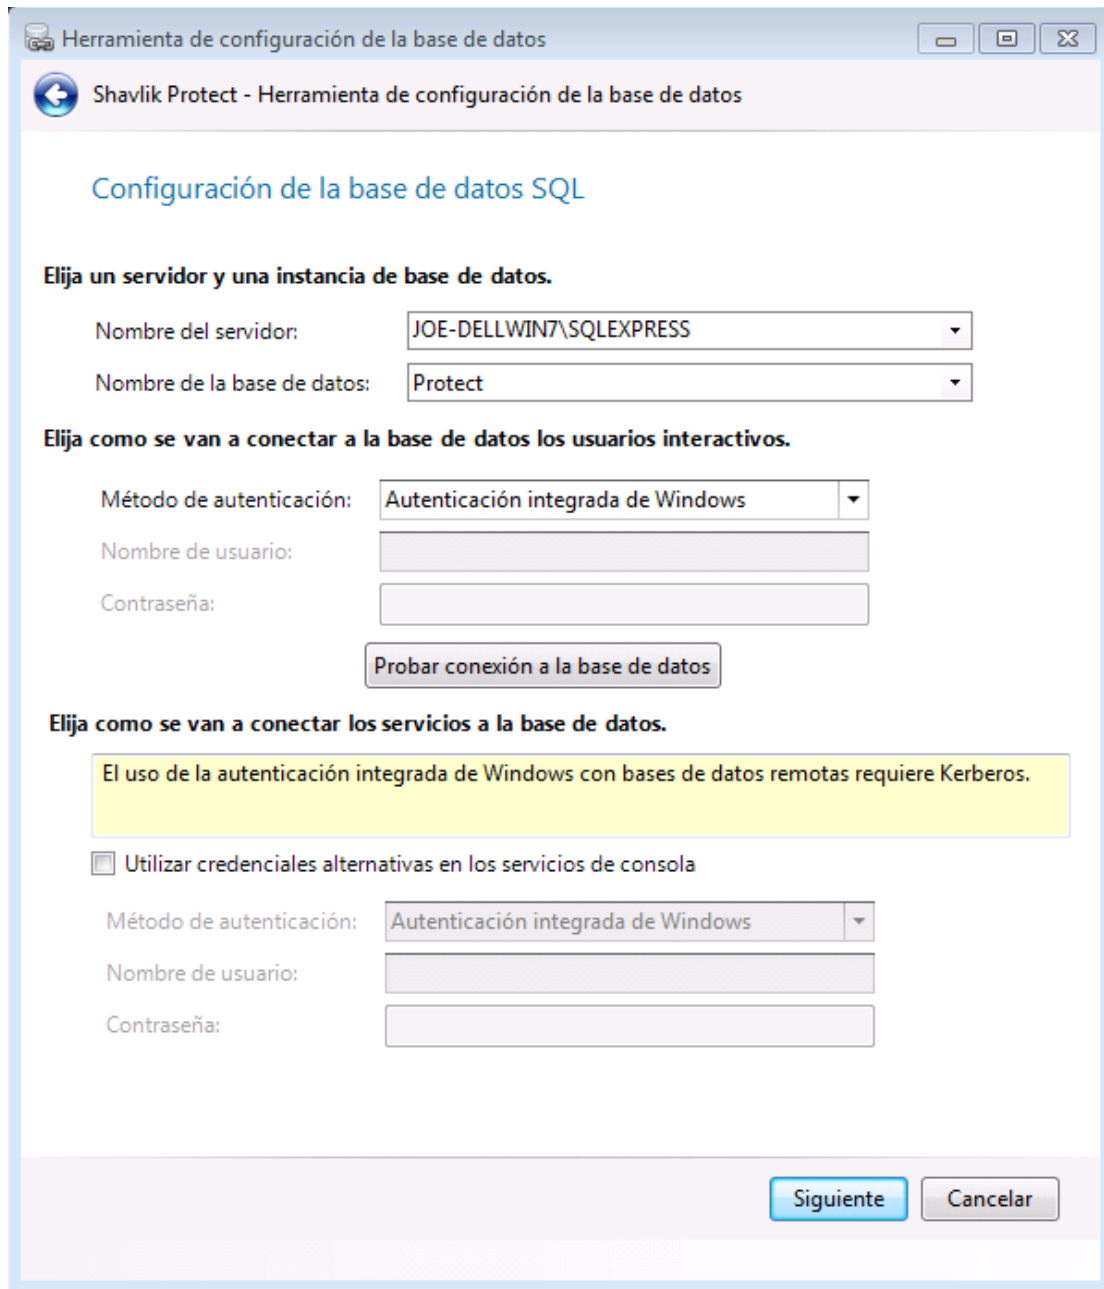 Herramienta de configuración de la base de datos
Shavlik Protect - Herramienta de configuración de la base de datos
Configuración de la base de datos SQL
Elija un servidor y una instancia de base de datos.
Nombre del servidor: JOE-DELLWIN7\SQLEXPRESS
Nombre de la base de datos: Protect
Elija como se van a conectar a la base de datos los usuarios interactivos.
Método de autenticación: Autenticación integrada de Windows
Nombre de usuario:
Contraseña:
Probar conexión a la base de datos
Elija como se van a conectar los servicios a la base de datos.
El uso de la autenticación integrada de Windows con bases de datos remotas requiere Kerberos.
Utilizar credenciales alternativas en los servicios de consola
Método de autenticación: Autenticación integrada de Windows
Nombre de usuario:
Contraseña:
Siguiente Cancelar